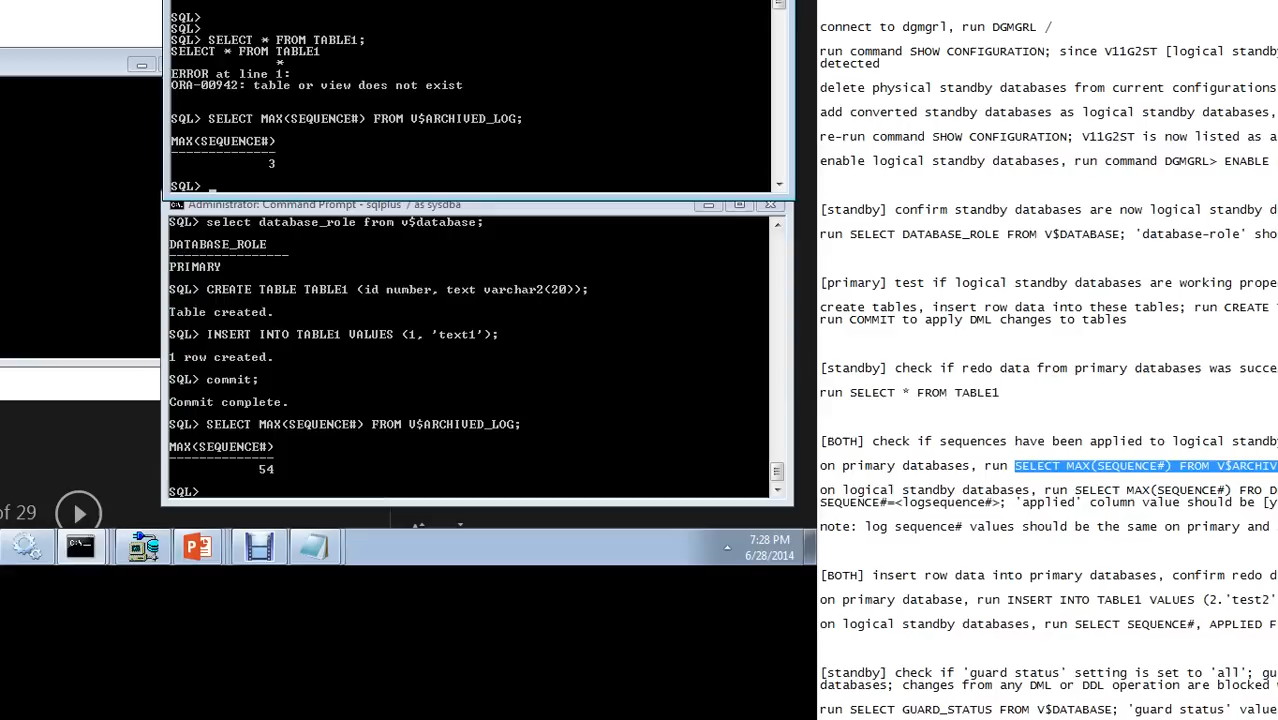 SQL>
SQL>
SQL> SELECT * FROM TABLE1;
SELECT * FROM TABLE1
*
ERROR at line 1:
ORA-00942: table or view does not exist
SQL> SELECT MAX(SEQUENCE#) FROM V$ARCHIVED_LOG;
MAX(SEQUENCE#)
--------------
3
SQL> _
Administrator: Command Prompt - sqlplus / as sysdba
SQL> select database_role from v$database;
DATABASE_ROLE
----------------
PRIMARY
SQL> CREATE TABLE TABLE1 (id number, text varchar2(20));
Table created.
SQL> INSERT INTO TABLE1 VALUES (1, 'text1');
1 row created.
SQL> commit;
Commit complete.
SQL> SELECT MAX(SEQUENCE#) FROM V$ARCHIVED_LOG;
MAX(SEQUENCE#)
--------------
54
SQL>
of 29
7:28 PM
6/28/2014
connect to dgmgrl, run DGMGRL /
run command SHOW CONFIGURATION; since V11G2ST [logical standb
detected
delete physical standby databases from current configurations
add converted standby databases as logical standby databases,
re-run command SHOW CONFIGURATION; V11G2ST is now listed as a
enable logical standby databases, run command DGMGRL> ENABLE
[standby] confirm standby databases are now logical standby d
run SELECT DATABASE_ROLE FROM V$DATABASE; 'database-role' sho
[primary] test if logical standby databases are working prope
create tables, insert row data into these tables; run CREATE
run COMMIT to apply DML changes to tables
[standby] check if redo data from primary databases was succe
run SELECT * FROM TABLE1
[BOTH] check if sequences have been applied to logical standb
on primary databases, run SELECT MAX(SEQUENCE#) FROM V$ARCHIV
on logical standby databases, run SELECT MAX(SEQUENCE#) FRO D
SEQUENCE#=<logsequence#>; 'applied' column value should be [y
note: log sequence# values should be the same on primary and
[BOTH] insert row data into primary databases, confirm redo d
on primary database, run INSERT INTO TABLE1 VALUES (2.'test2'
on logical standby databases, run SELECT SEQUENCE#, APPLIED F
[standby] check if 'guard status' setting is set to 'all'; gu
databases; changes from any DML or DDL operation are blocked
run SELECT GUARD_STATUS FROM V$DATABASE; 'guard status' value